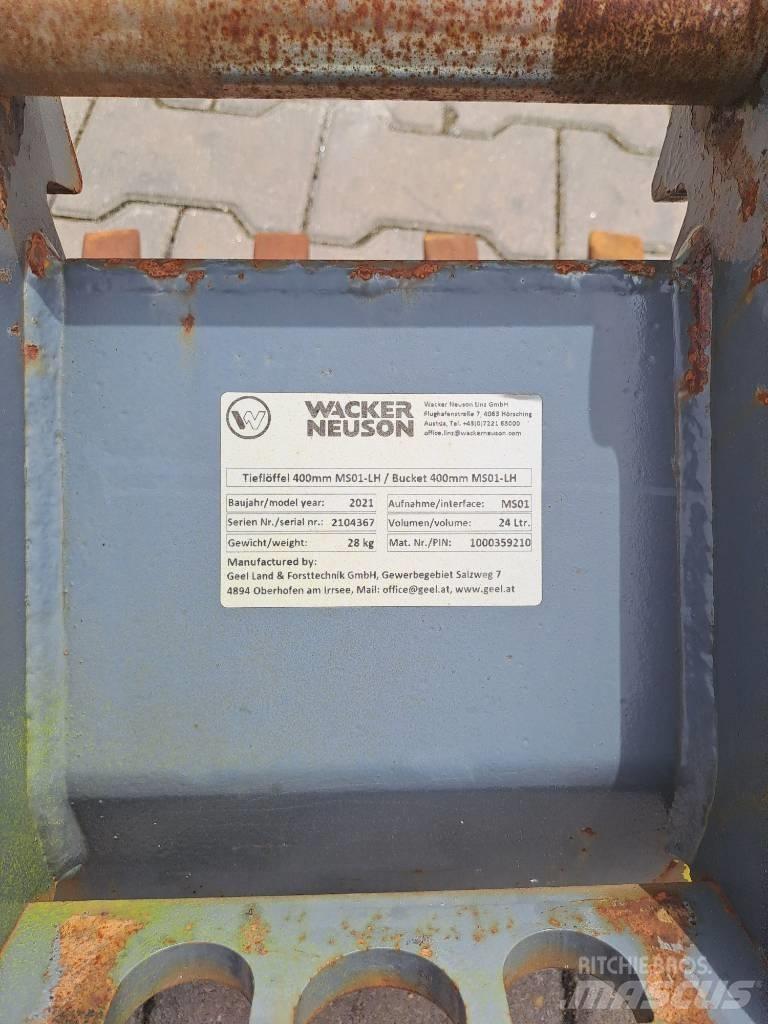 WACKER
NEUSON
Wacker Neuson Linz GmbH
Flughafenstraße 7, 4063 Hörsching
Austria, Tel. +43(0)7221 63000
office.linz@wackerneuson.com
Tieflöffel 400mm MS01-LH / Bucket 400mm MS01-LH
Baujahr/model year: 2021 Aufnahme/interface: MS01
Serien Nr./serial nr.: 2104367 Volumen/volume: 24 Ltr.
Gewicht/weight: 28 kg Mat. Nr./PIN: 1000359210
Manufactured by:
Geel Land & Forsttechnik GmbH, Gewerbegebiet Salzweg 7
4894 Oberhofen am Irrsee, Mail: office@geel.at, www.geel.at
RITCHIE BROS.
MASCUS